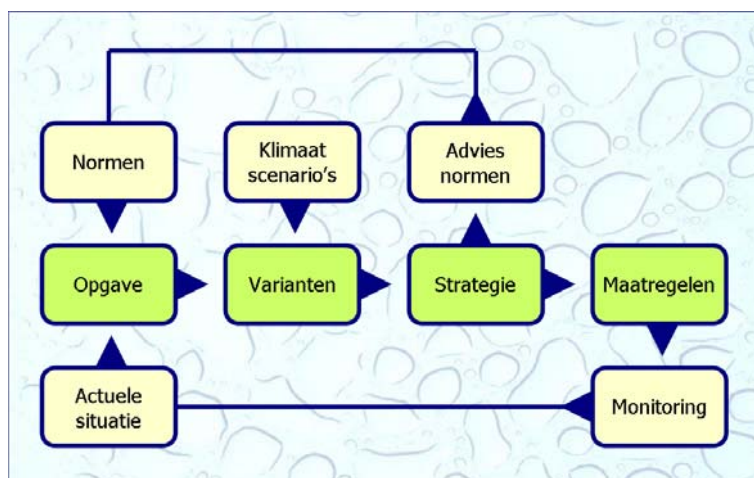 Normen
Klimaat
scenario's
Advies
normen
Opgave
Varianten
Strategie
Maatregelen
Actuele
situatie
Monitoring